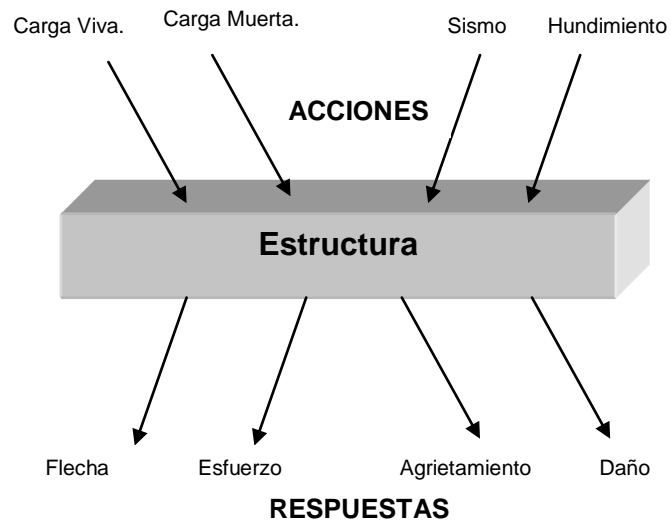 Carga Viva.
Carga Muerta.
Sismo
Hundimiento
ACCIONES
Estructura
Flecha
Esfuerzo
Agrietamiento
Daño
RESPUESTAS